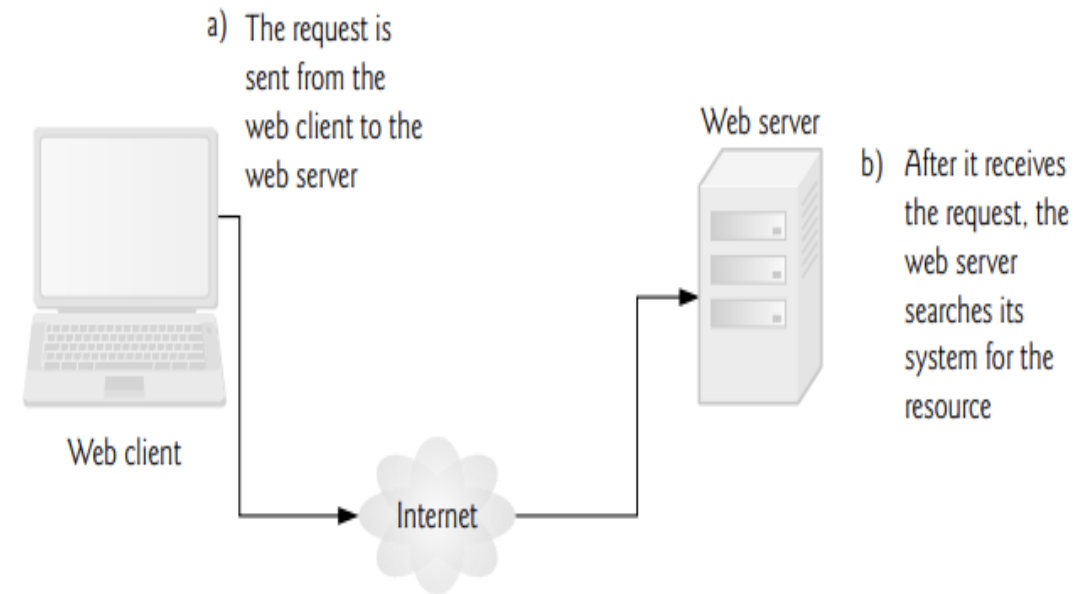 a) The request is
sent from the
web client to the
web server
Web server
b) After it receives
the request, the
web server
searches its
system for the
resource
Web client
Internet